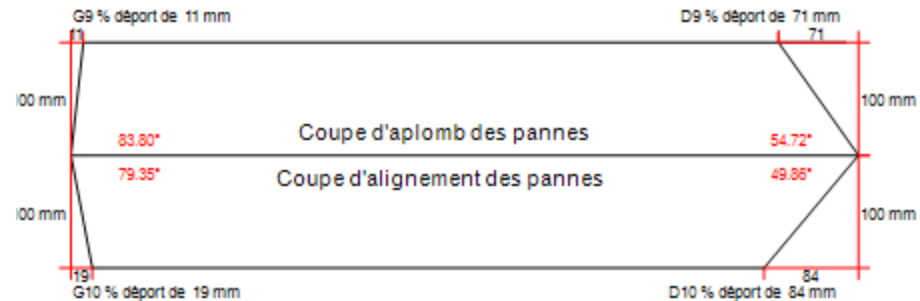 G9 % déport de 11 mm
D9 % déport de 71 mm
11
71
00 mm
100 mm
83.80°
Coupe d'aplomb des pannes
54.72°
79.35°
Coupe d'alignement des pannes
49.86°
00 mm
100 mm
19
84
G10 % déport de 19 mm
D10 % déport de 84 mm